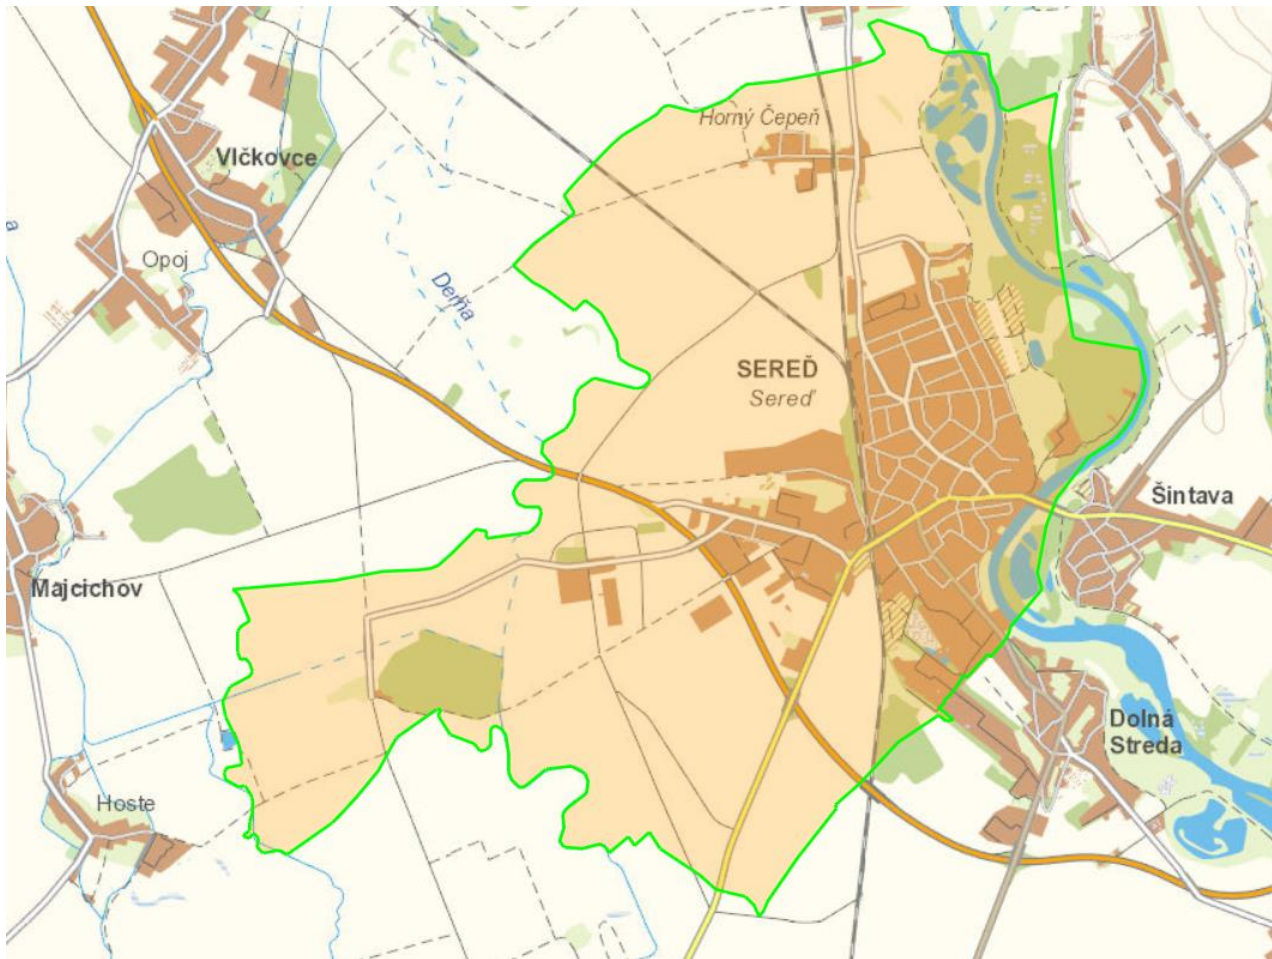 Horný Čepeň
Vlčkovce
a
Opoj
Derňa
SEREĎ
Sereď
Šintava
Majcichov
Dolná
Streda
Hoste